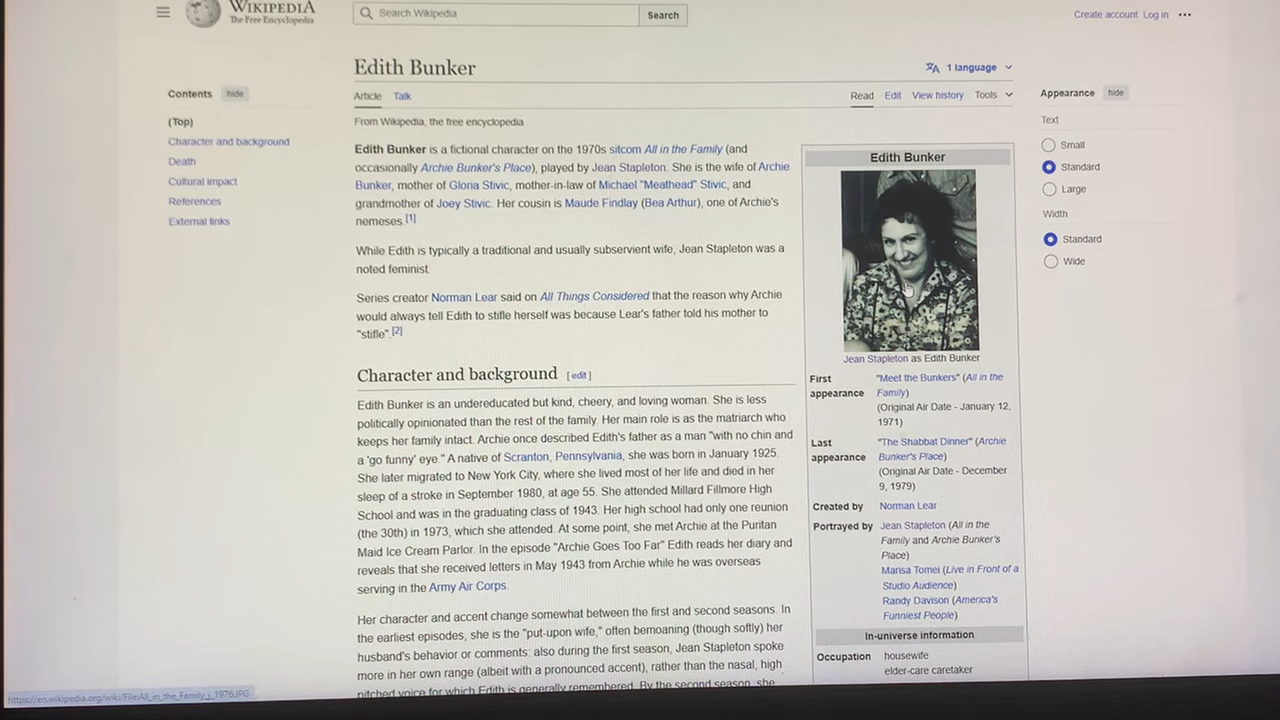 WIKIPEDIA
The Free Encyclopedia
Search Wikipedia
Search
Create account Log in •••
Edith Bunker
1 language
Contents hide
(Top)
Character and background
Death
Cultural impact
References
External links
Article Talk
Read Edit View history Tools
From Wikipedia, the free encyclopedia
Edith Bunker is a fictional character on the 1970s sitcom All in the Family (and
occasionally Archie Bunker's Place), played by Jean Stapleton. She is the wife of Archie
Bunker, mother of Gloria Stivic, mother-in-law of Michael "Meathead" Stivic, and
grandmother of Joey Stivic. Her cousin is Maude Findlay (Bea Arthur), one of Archie's
nemeses.[1]
While Edith is typically a traditional and usually subservient wife, Jean Stapleton was a
noted feminist.
Series creator Norman Lear said on All Things Considered that the reason why Archie
would always tell Edith to stifle herself was because Lear's father told his mother to
"stifle".[2]
Character and background [ edit ]
Edith Bunker is an undereducated but kind, cheery, and loving woman. She is less
politically opinionated than the rest of the family. Her main role is as the matriarch who
keeps her family intact. Archie once described Edith's father as a man "with no chin and
a 'go funny' eye." A native of Scranton, Pennsylvania, she was born in January 1925.
She later migrated to New York City, where she lived most of her life and died in her
sleep of a stroke in September 1980, at age 55. She attended Millard Fillmore High
School and was in the graduating class of 1943. Her high school had only one reunion
(the 30th) in 1973, which she attended. At some point, she met Archie at the Puritan
Maid Ice Cream Parlor. In the episode "Archie Goes Too Far" Edith reads her diary and
reveals that she received letters in May 1943 from Archie while he was overseas
serving in the Army Air Corps.
Her character and accent change somewhat between the first and second seasons. In
the earliest episodes, she is the "put-upon wife," often bemoaning (though softly) her
husband's behavior or comments: also during the first season, Jean Stapleton spoke
more in her own range (albeit with a pronounced accent), rather than the nasal, high
pitched voice for which Edith is generally remembered. By the second season, she
Edith Bunker
Jean Stapleton as Edith Bunker
First appearance
"Meet the Bunkers" (All in the
Family)
(Original Air Date - January 12,
1971)
Last appearance
"The Shabbat Dinner" (Archie
Bunker's Place)
(Original Air Date - December
9, 1979)
Created by Norman Lear
Portrayed by Jean Stapleton (All in the
Family and Archie Bunker's
Place)
Marisa Tomei (Live in Front of a
Studio Audience)
Randy Davison (America's
Funniest People)
In-universe information
Occupation housewife
elder-care caretaker
Appearance hide
Text
Small
Standard
Large
Width
Standard
Wide
https://en.wikipedia.org/wiki/File:All_in_the_Family_j_1976.JPG